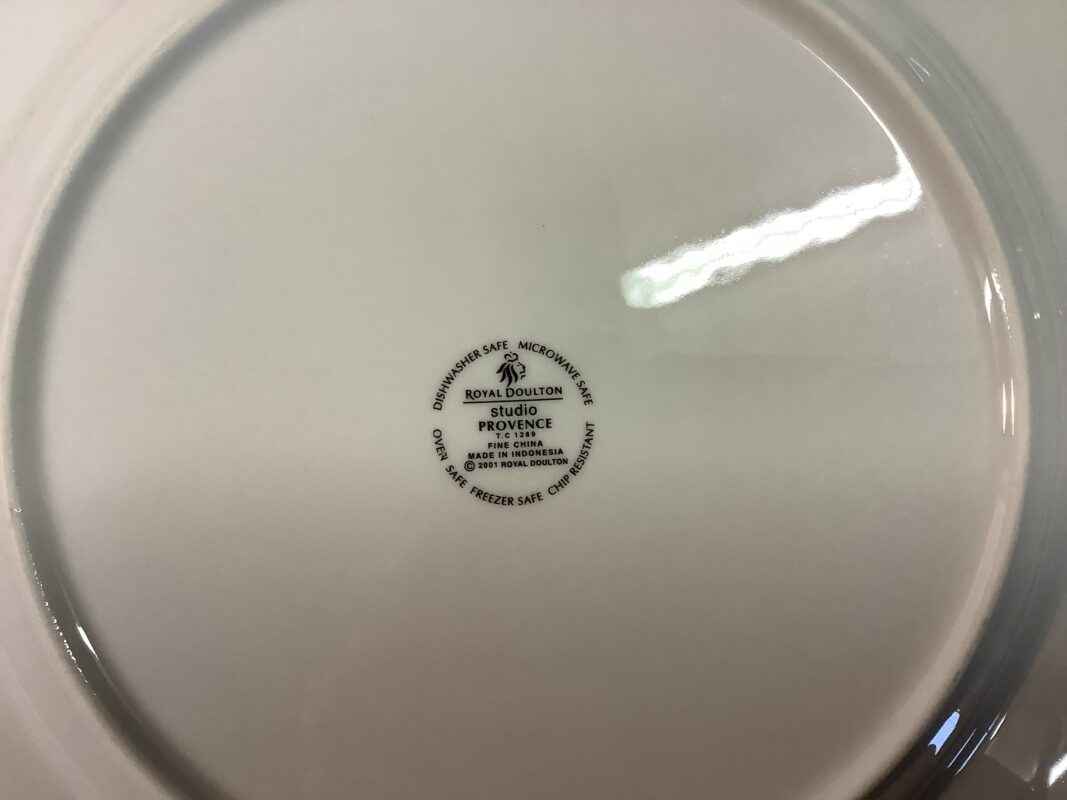 DISHWASHER SAFE MICROWAVE SAFE
ROYAL DOULTON
studio
PROVENCE
T.C 1289
FINE CHINA
MADE IN INDONESIA
© 2001 ROYAL DOULTON
OVEN SAFE FREEZER SAFE CHIP RESISTANT